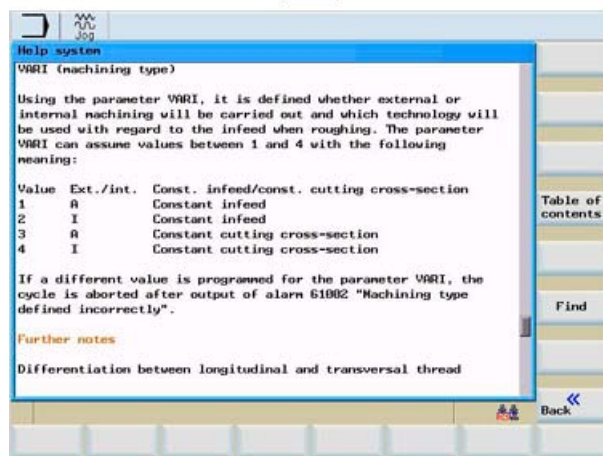 Jog
Help system
VARI (machining type)
Using the parameter VARI, it is defined whether external or
internal machining will be carried out and which technology will
be used with regard to the infeed when roughing. The parameter
VARI can assume values between 1 and 4 with the following
meaning:
Value Ext./int. Const. infeed/const. cutting cross-section
1 A Constant infeed
2 I Constant infeed
3 A Constant cutting cross-section
4 I Constant cutting cross-section
If a different value is programmed for the parameter VARI, the
cycle is aborted after output of alarm 61002 "Machining type
defined incorrectly".
Further notes
Differentiation between longitudinal and transversal thread
Table of
contents
Find
«
Back